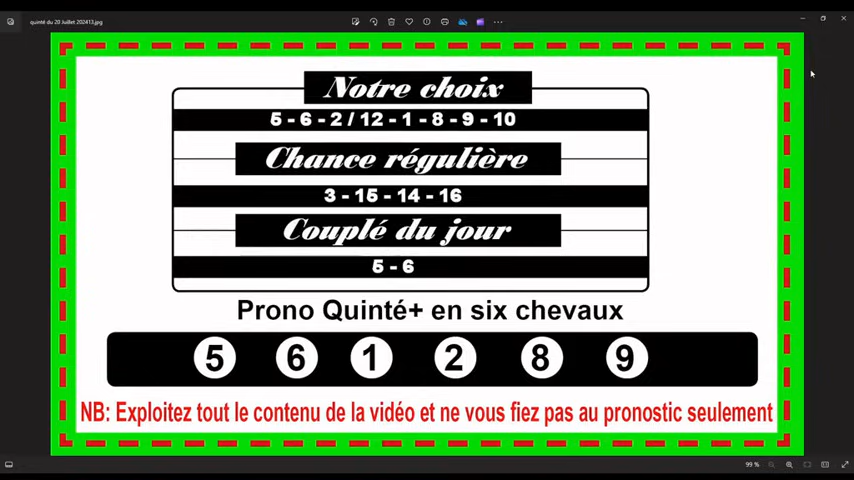 quinté du 20 Juillet 202413.jpg
Notre choix
5 - 6 - 2 / 12 - 1 - 8 - 9 - 10
Chance régulière
3 - 15 - 14 - 16
Couplé du jour
5 - 6
Prono Quinté+ en six chevaux
5 6 1 2 8 9
NB: Exploitez tout le contenu de la vidéo et ne vous fiez pas au pronostic seulement
99 %